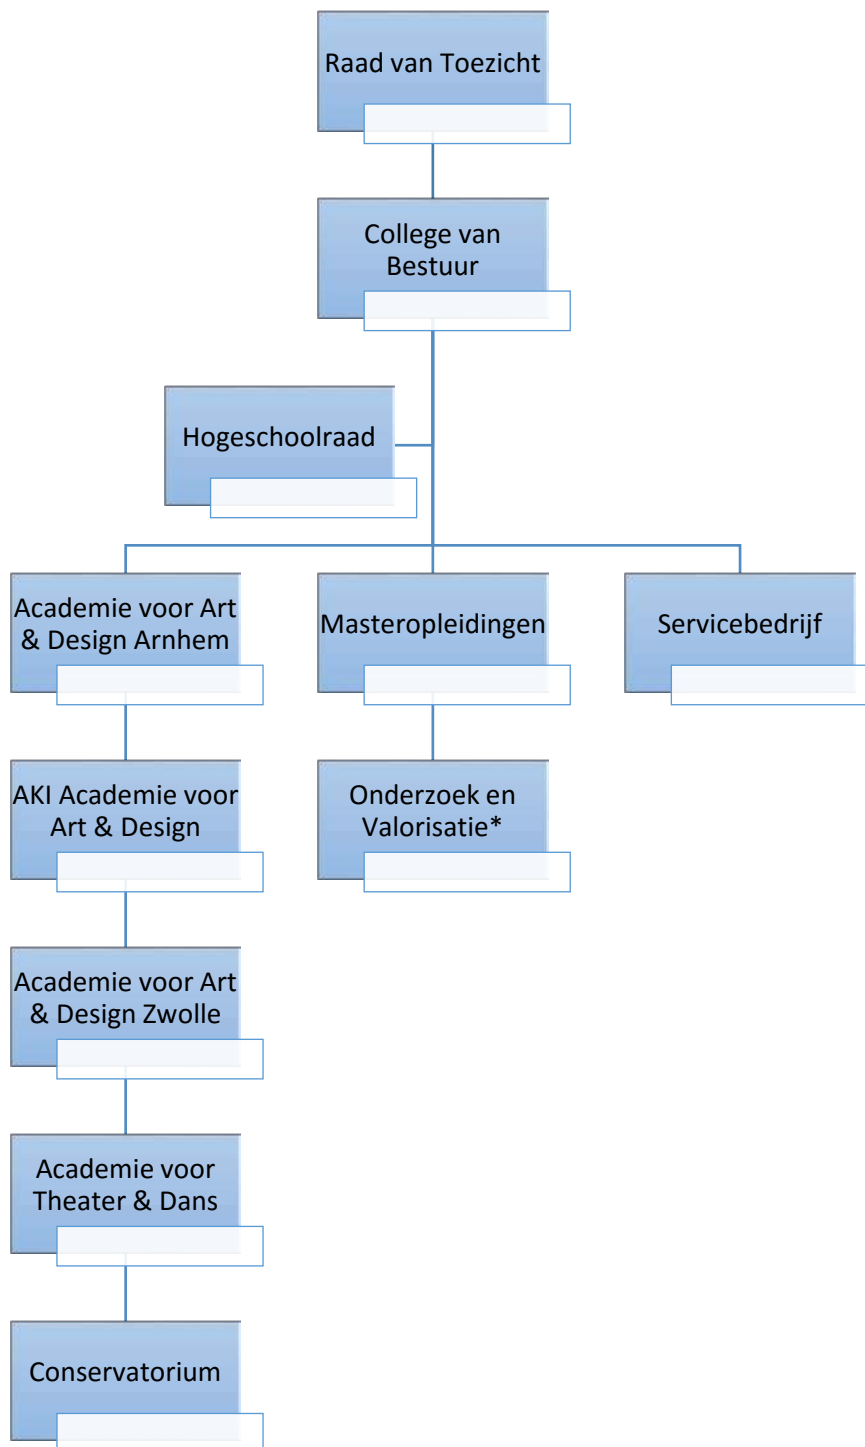 Raad van Toezicht
College van
Bestuur
Hogeschoolraad
Academie voor Art
& Design Arnhem
Masteropleidingen
Servicebedrijf
AKI Academie voor
Art & Design
Onderzoek en
Valorisatie*
Academie voor Art
& Design Zwolle
Academie voor
Theater & Dans
Conservatorium